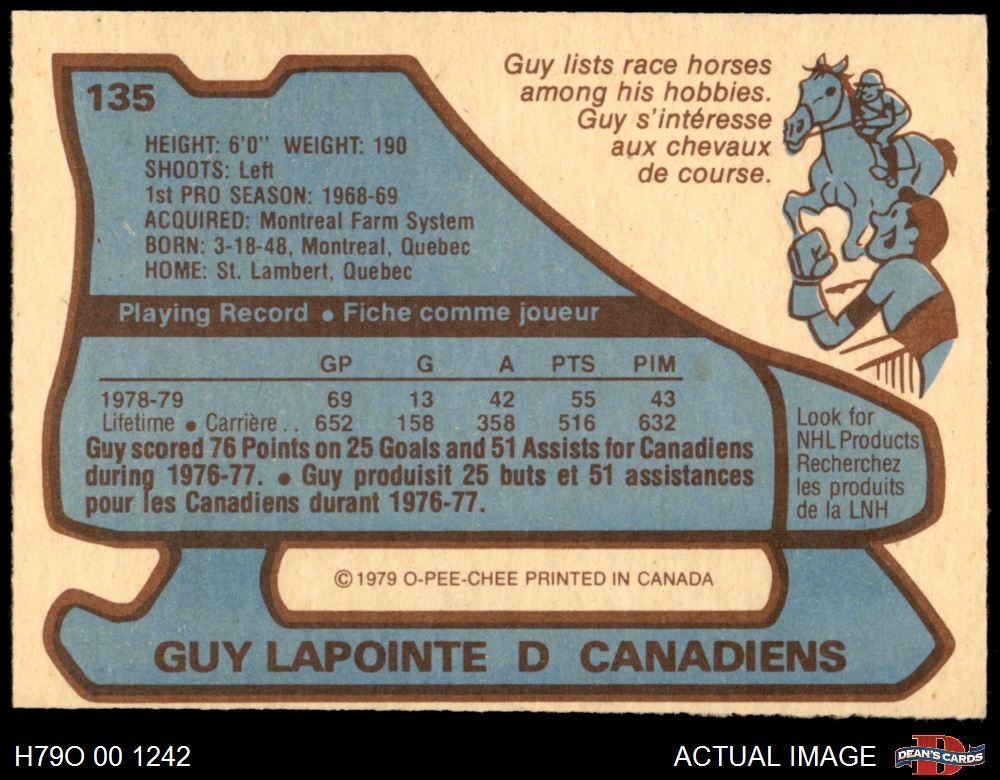 135
Guy lists race horses
among his hobbies.
Guy s'intéresse
aux chevaux
de course.
HEIGHT: 6'0" WEIGHT: 190
SHOOTS: Left
1st PRO SEASON: 1968-69
ACQUIRED: Montreal Farm System
BORN: 3-18-48, Montreal, Quebec
HOME: St. Lambert, Quebec
Playing Record • Fiche comme joueur
GP G A PTS PIM
1978-79 69 13 42 55 43
Lifetime • Carrière . . 652 158 358 516 632
Guy scored 76 Points on 25 Goals and 51 Assists for Canadiens
during 1976-77. • Guy produisit 25 buts et 51 assistances
pour les Canadiens durant 1976-77.
Look for
NHL Products
Recherchez
les produits
de la LNH
© 1979 O-PEE-CHEE PRINTED IN CANADA
GUY LAPOINTE D CANADIENS
H79O 00 1242
ACTUAL IMAGE
D
DEAN'S CARDS